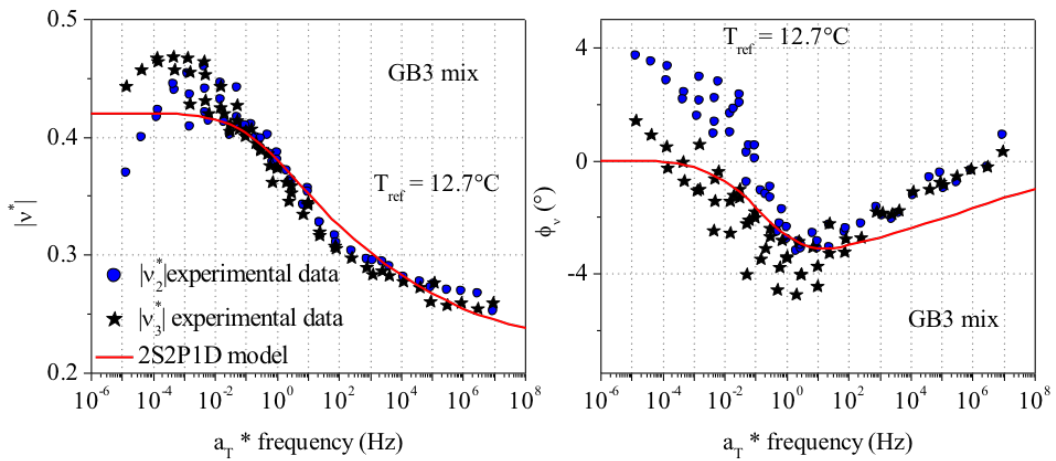 0.5
0.4
0.3
0.2
|ν*|
GB3 mix
T_ref = 12.7°C
|ν*_2|experimental data
|ν*_3| experimental data
2S2P1D model
10^-6 10^-4 10^-2 10^0 10^2 10^4 10^6 10^8
a_T * frequency (Hz)
4
0
-4
ϕ_ν (°)
T_ref = 12.7°C
GB3 mix
10^-6 10^-4 10^-2 10^0 10^2 10^4 10^6 10^8
a_T * frequency (Hz)